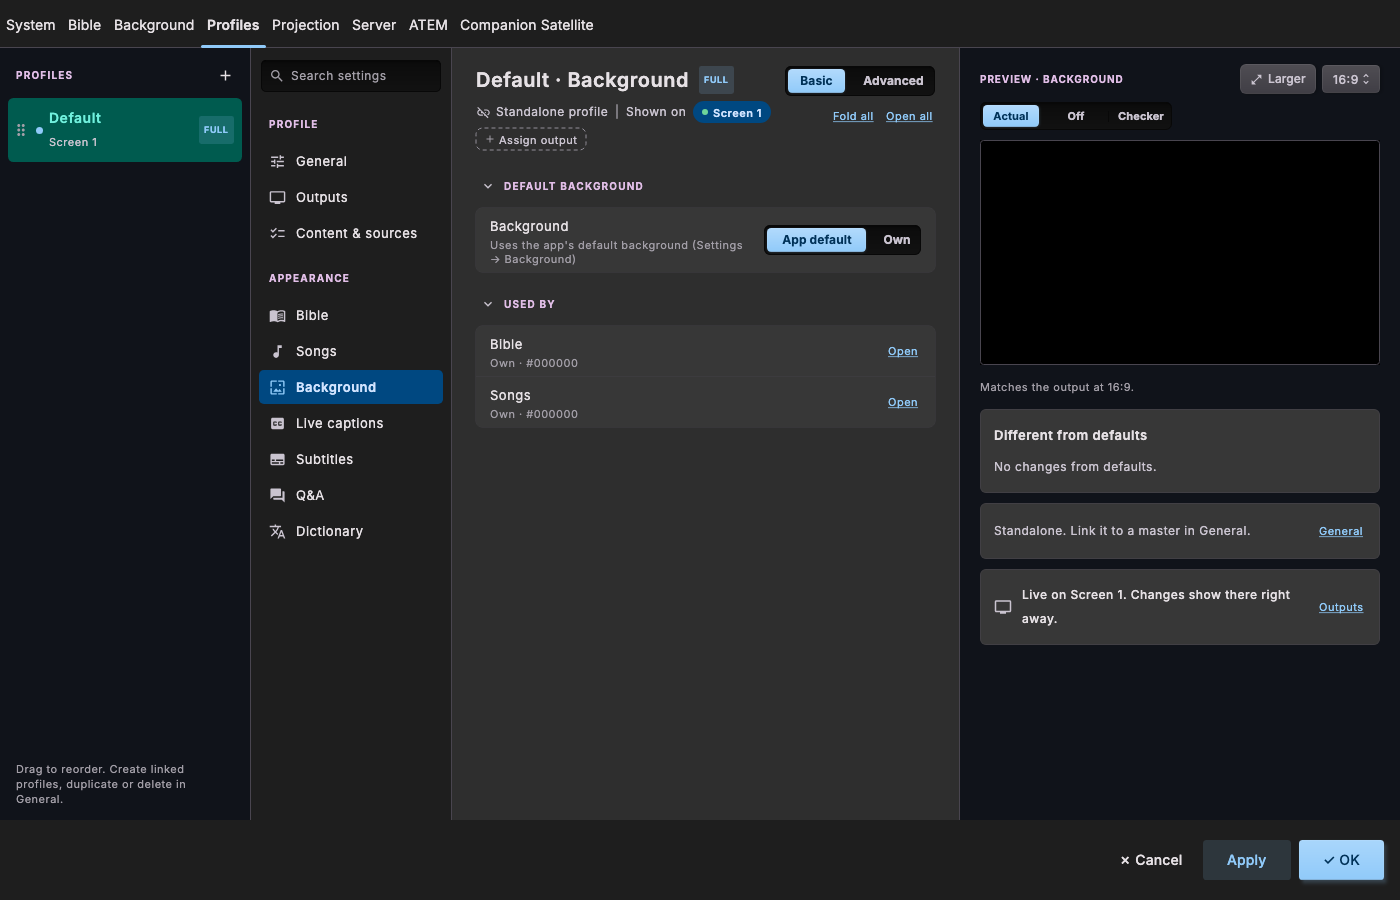 System Bible Background Profiles Projection Server ATEM Companion Satellite
PROFILES
Default
Screen 1
FULL
Drag to reorder. Create linked
profiles, duplicate or delete in
General.
Search settings
PROFILE
General
Outputs
Content & sources
APPEARANCE
Bible
Songs
Background
Live captions
Subtitles
Q&A
Dictionary
Default · Background FULL
Basic Advanced
Standalone profile | Shown on Screen 1
Fold all Open all
+ Assign output
DEFAULT BACKGROUND
Background
Uses the app's default background (Settings
→ Background)
App default Own
USED BY
Bible
Own · #000000
Open
Songs
Own · #000000
Open
PREVIEW · BACKGROUND
Larger 16:9
Actual Off Checker
Matches the output at 16:9.
Different from defaults
No changes from defaults.
Standalone. Link it to a master in General.
General
Live on Screen 1. Changes show there right
away.
Outputs
× Cancel Apply ✓ OK